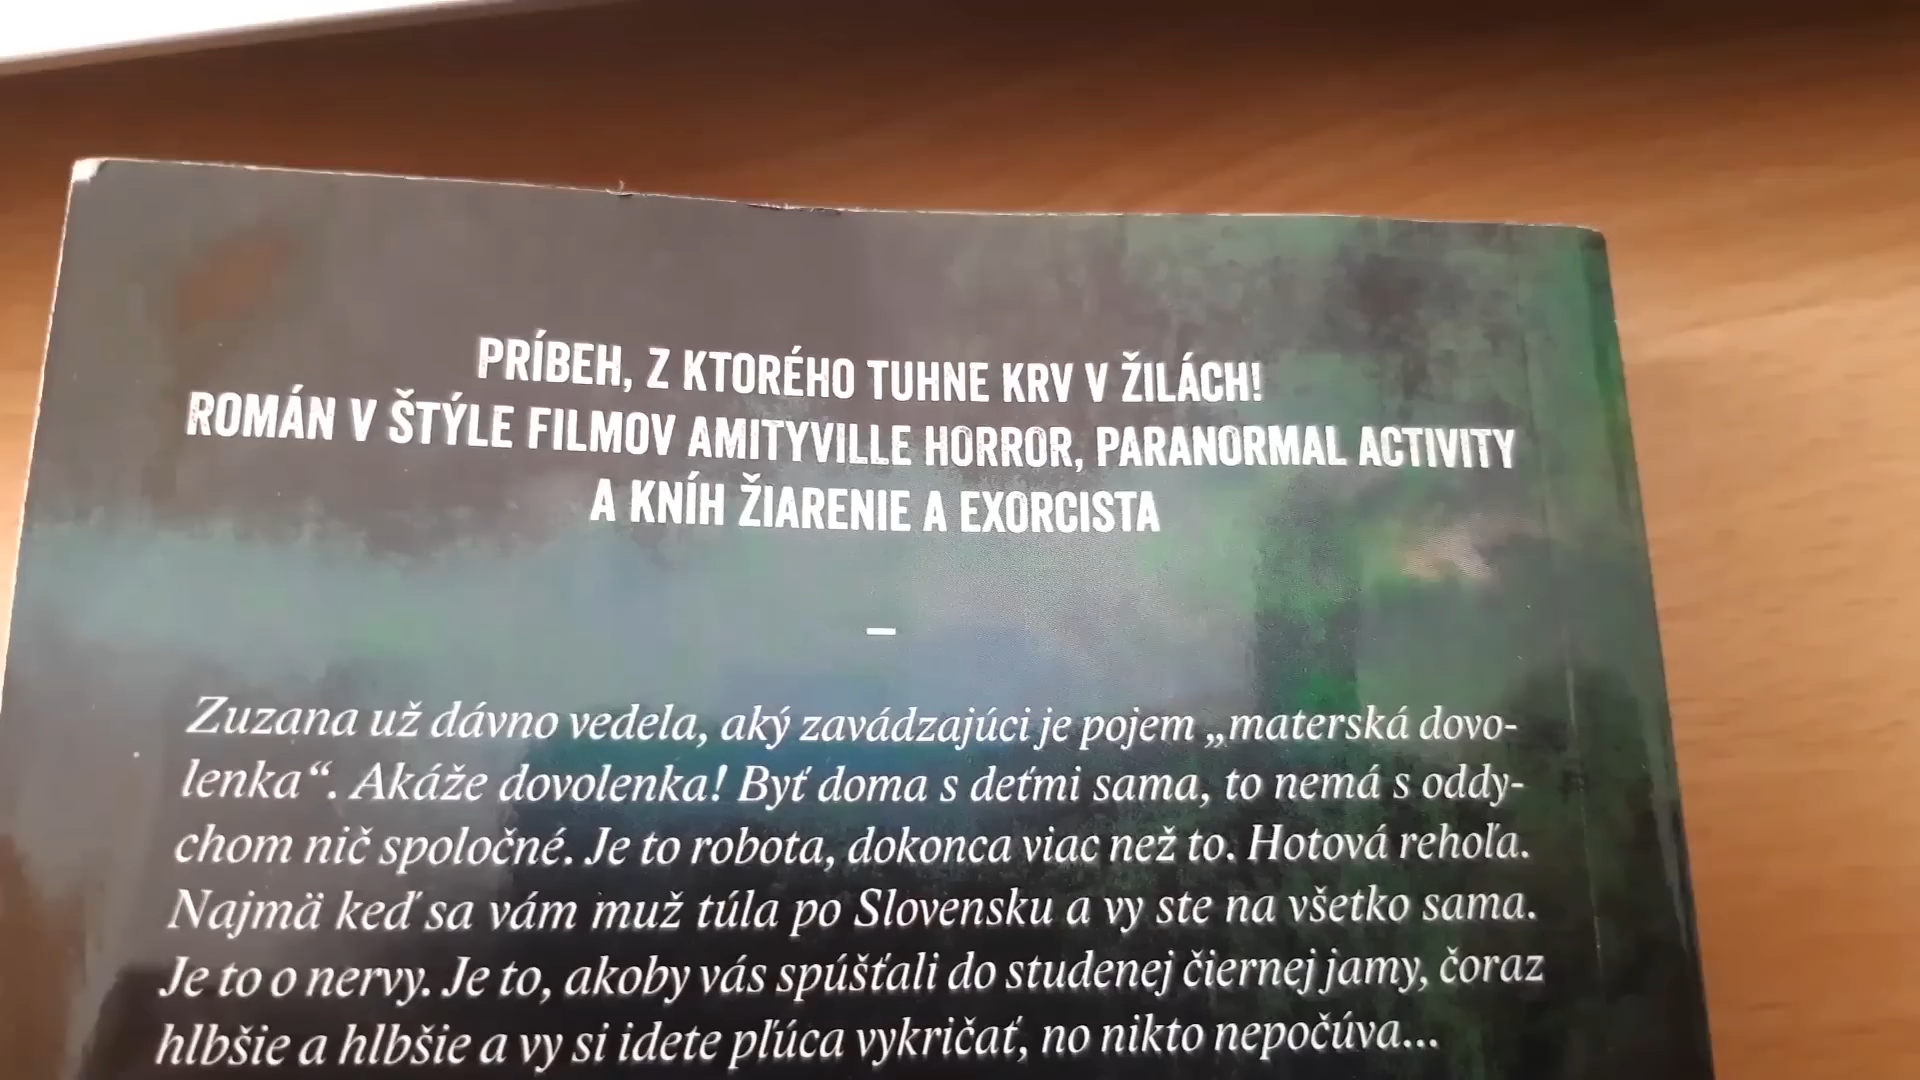 PRÍBEH, Z KTORÉHO TUHNE KRV V ŽILÁCH!
ROMÁN V ŠTÝLE FILMOV AMITYVILLE HORROR, PARANORMAL ACTIVITY
A KNÍH ŽIARENIE A EXORCISTA
–
Zuzana už dávno vedela, aký zavádzajúci je pojem „materská dovo-
lenka“. Akáže dovolenka! Byť doma s deťmi sama, to nemá s oddy-
chom nič spoločné. Je to robota, dokonca viac než to. Hotová rehoľa.
Najmä keď sa vám muž túla po Slovensku a vy ste na všetko sama.
Je to o nervy. Je to, akoby vás spúšťali do studenej čiernej jamy, čoraz
hlbšie a hlbšie a vy si idete pľúca vykričať, no nikto nepočúva...